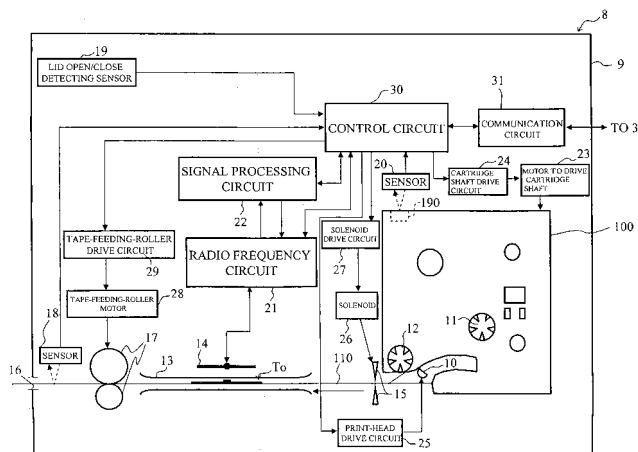 8
19
9
LID OPEN/CLOSE
DETECTING SENSOR
30
31
CONTROL CIRCUIT
COMMUNICATION
CIRCUIT
TO 3
20
24
23
SIGNAL PROCESSING
CIRCUIT
SENSOR
CARTRIDGE
SHAFT DRIVE
CIRCUIT
MOTOR TO DRIVE
CARTRIDGE
SHAFT
22
190
100
TAPE-FEEDING-ROLLER
DRIVE CIRCUIT
RADIO FREQUENCY
CIRCUIT
SOLENOID
DRIVE CIRCUIT
29
27
21
TAPE-FEEDING-ROLLER
MOTOR
28
SOLENOID
26
11
18
SENSOR
17
13
14
To
110
12
10
16
15
PRINT-HEAD
DRIVE CIRCUIT
25